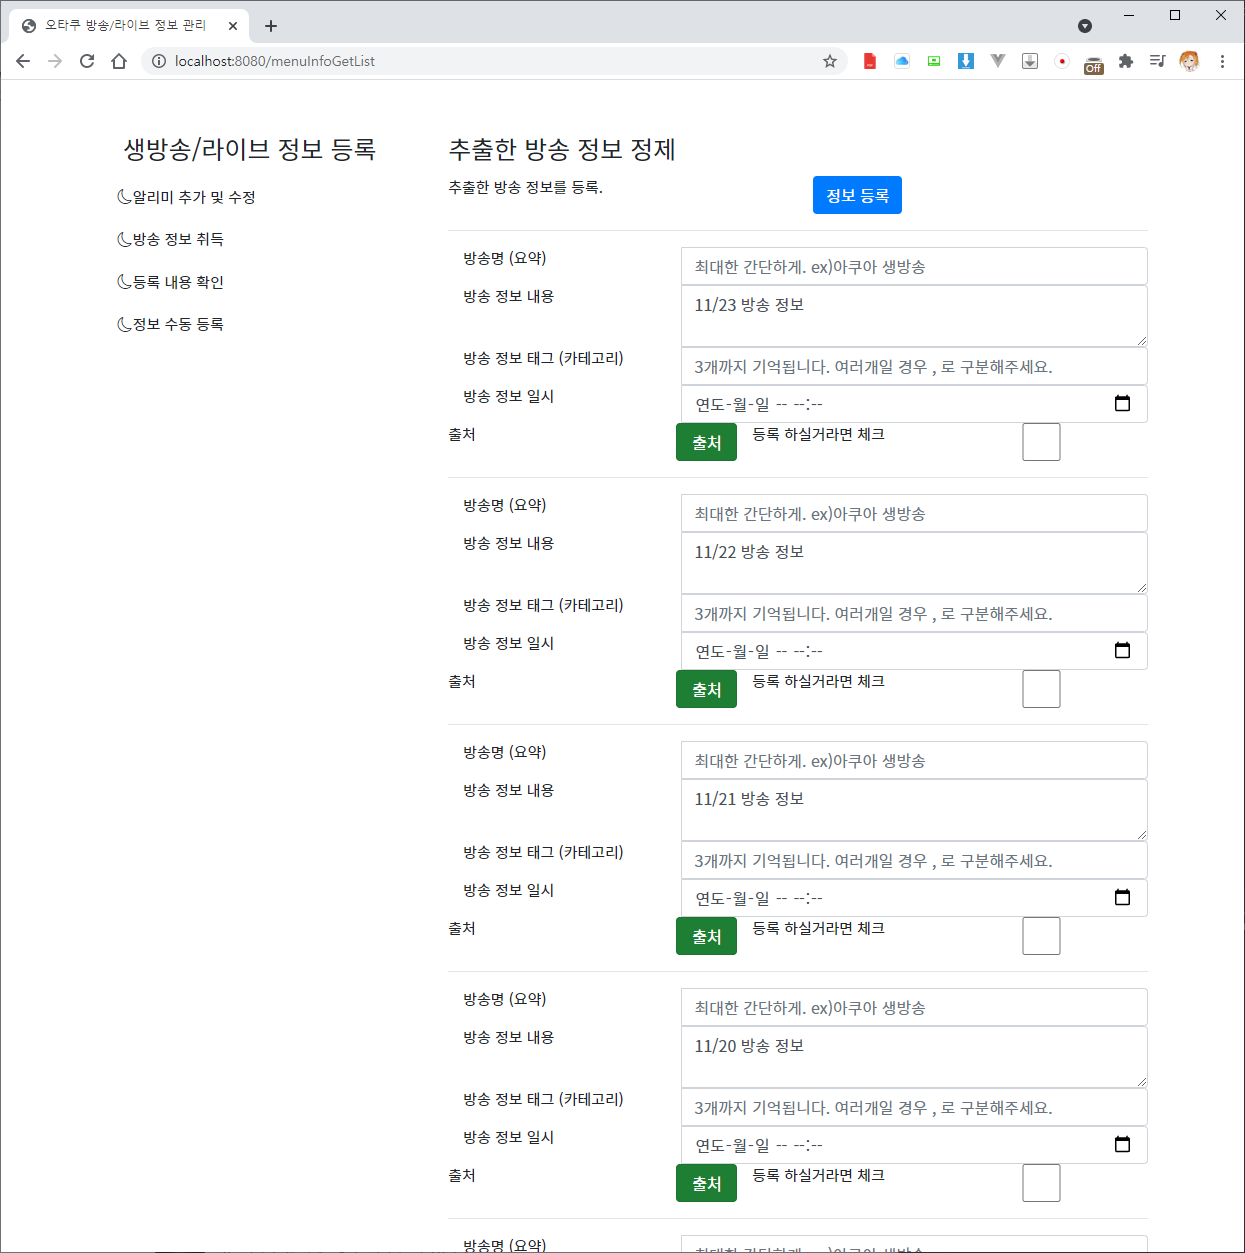 오타쿠 방송/라이브 정보 관리
localhost:8080/menuInfoGetList
Off
생방송/라이브 정보 등록
알리미 추가 및 수정
방송 정보 취득
등록 내용 확인
정보 수동 등록
추출한 방송 정보 정제
추출한 방송 정보를 등록.
정보 등록
방송명 (요약)
최대한 간단하게. ex)아쿠아 생방송
방송 정보 내용
11/23 방송 정보
방송 정보 태그 (카테고리)
3개까지 기억됩니다. 여러개일 경우 , 로 구분해주세요.
방송 정보 일시
연도-월-일 -- --:--
출처
출처
등록 하실거라면 체크
방송명 (요약)
최대한 간단하게. ex)아쿠아 생방송
방송 정보 내용
11/22 방송 정보
방송 정보 태그 (카테고리)
3개까지 기억됩니다. 여러개일 경우 , 로 구분해주세요.
방송 정보 일시
연도-월-일 -- --:--
출처
출처
등록 하실거라면 체크
방송명 (요약)
최대한 간단하게. ex)아쿠아 생방송
방송 정보 내용
11/21 방송 정보
방송 정보 태그 (카테고리)
3개까지 기억됩니다. 여러개일 경우 , 로 구분해주세요.
방송 정보 일시
연도-월-일 -- --:--
출처
출처
등록 하실거라면 체크
방송명 (요약)
최대한 간단하게. ex)아쿠아 생방송
방송 정보 내용
11/20 방송 정보
방송 정보 태그 (카테고리)
3개까지 기억됩니다. 여러개일 경우 , 로 구분해주세요.
방송 정보 일시
연도-월-일 -- --:--
출처
출처
등록 하실거라면 체크
방송명 (요약)
최대한 간단하게. ex)아쿠아 생방송